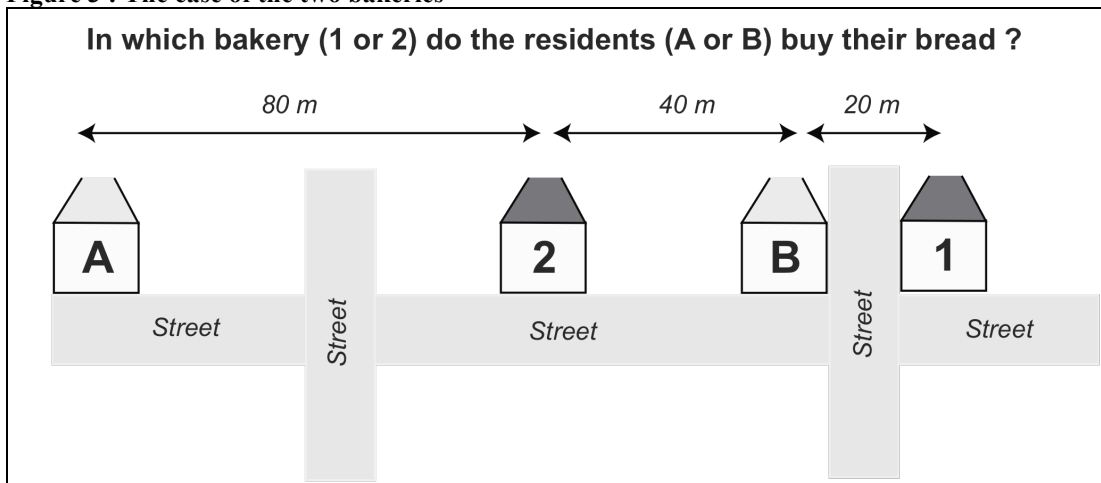 Figure 3 : The case of the two bakeries
In which bakery (1 or 2) do the residents (A or B) buy their bread ?
80 m
40 m
20 m
A
2
B
1
Street
Street
Street
Street
Street